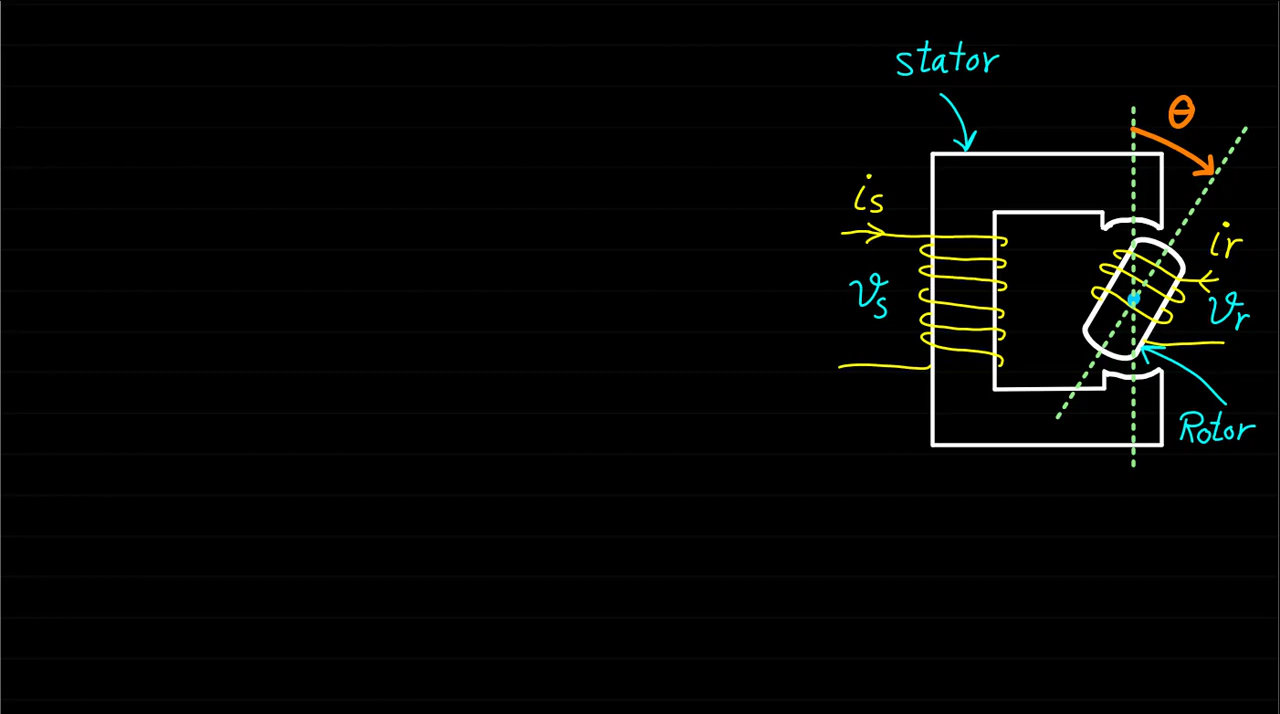 stator
θ
is
ir
vs
vr
Rotor